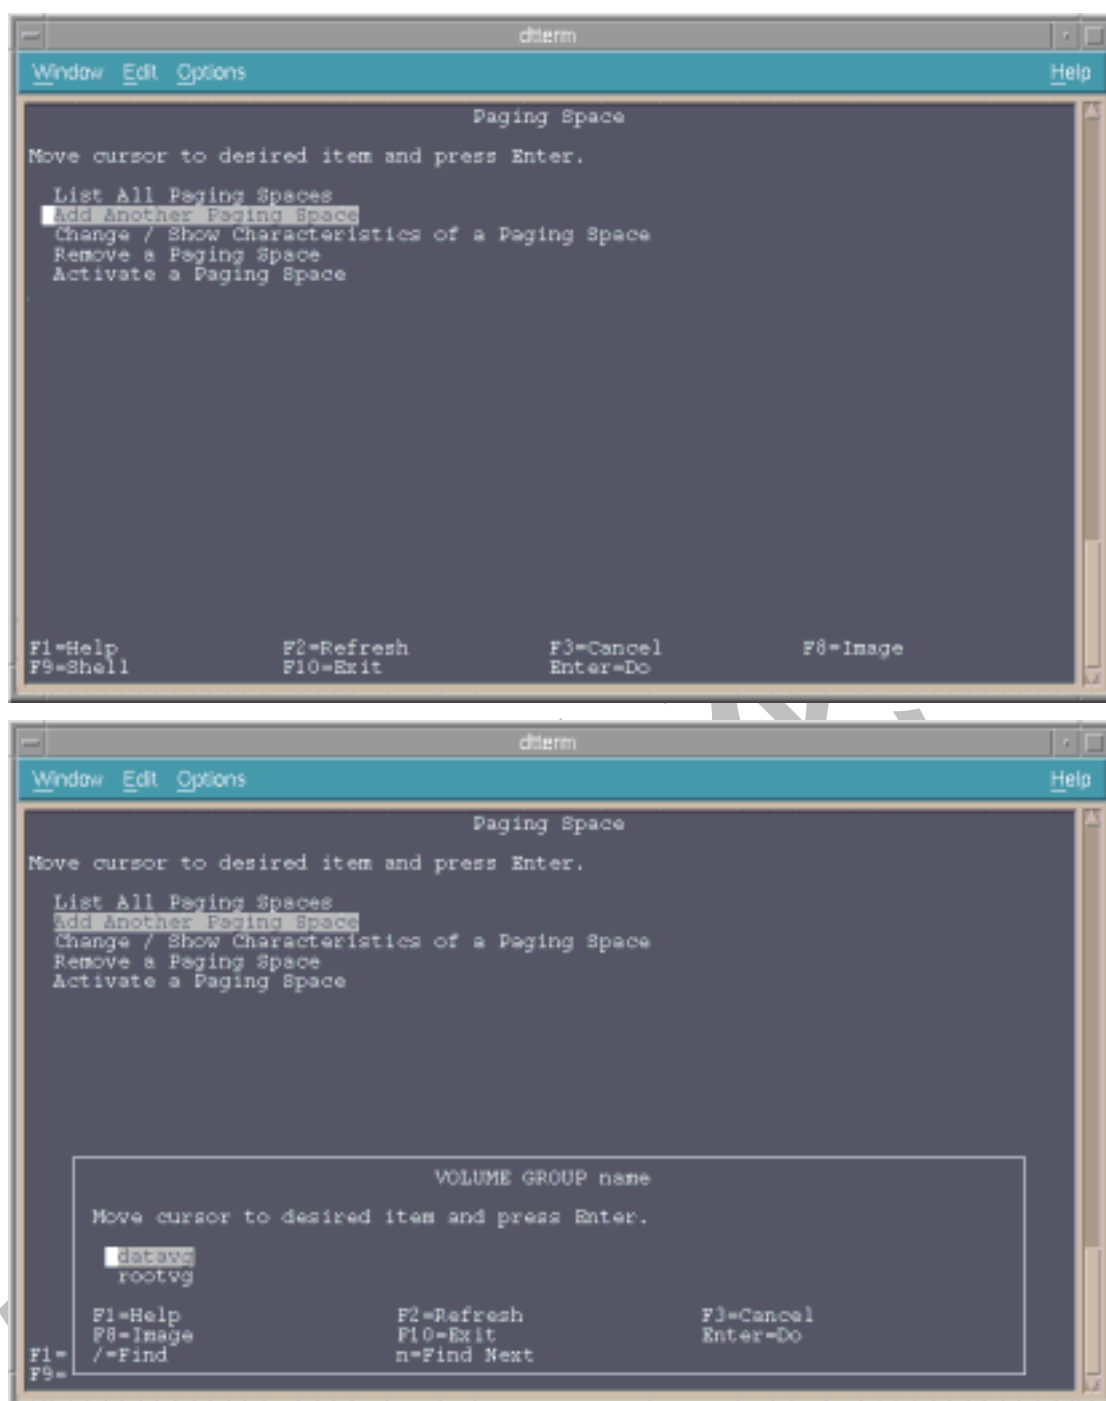 dtterm
Window Edit Options Help
Paging Space
Move cursor to desired item and press Enter.
List All Paging Spaces
Add Another Paging Space
Change / Show Characteristics of a Paging Space
Remove a Paging Space
Activate a Paging Space
F1=Help F2=Refresh F3=Cancel F8=Image
F9=Shell F10=Exit Enter=Do
dtterm
Window Edit Options Help
Paging Space
Move cursor to desired item and press Enter.
List All Paging Spaces
Add Another Paging Space
Change / Show Characteristics of a Paging Space
Remove a Paging Space
Activate a Paging Space
VOLUME GROUP name
Move cursor to desired item and press Enter.
datavg
rootvg
F1=Help F2=Refresh F3=Cancel
F8=Image F10=Exit Enter=Do
F1= /=Find n=Find Next
F9=